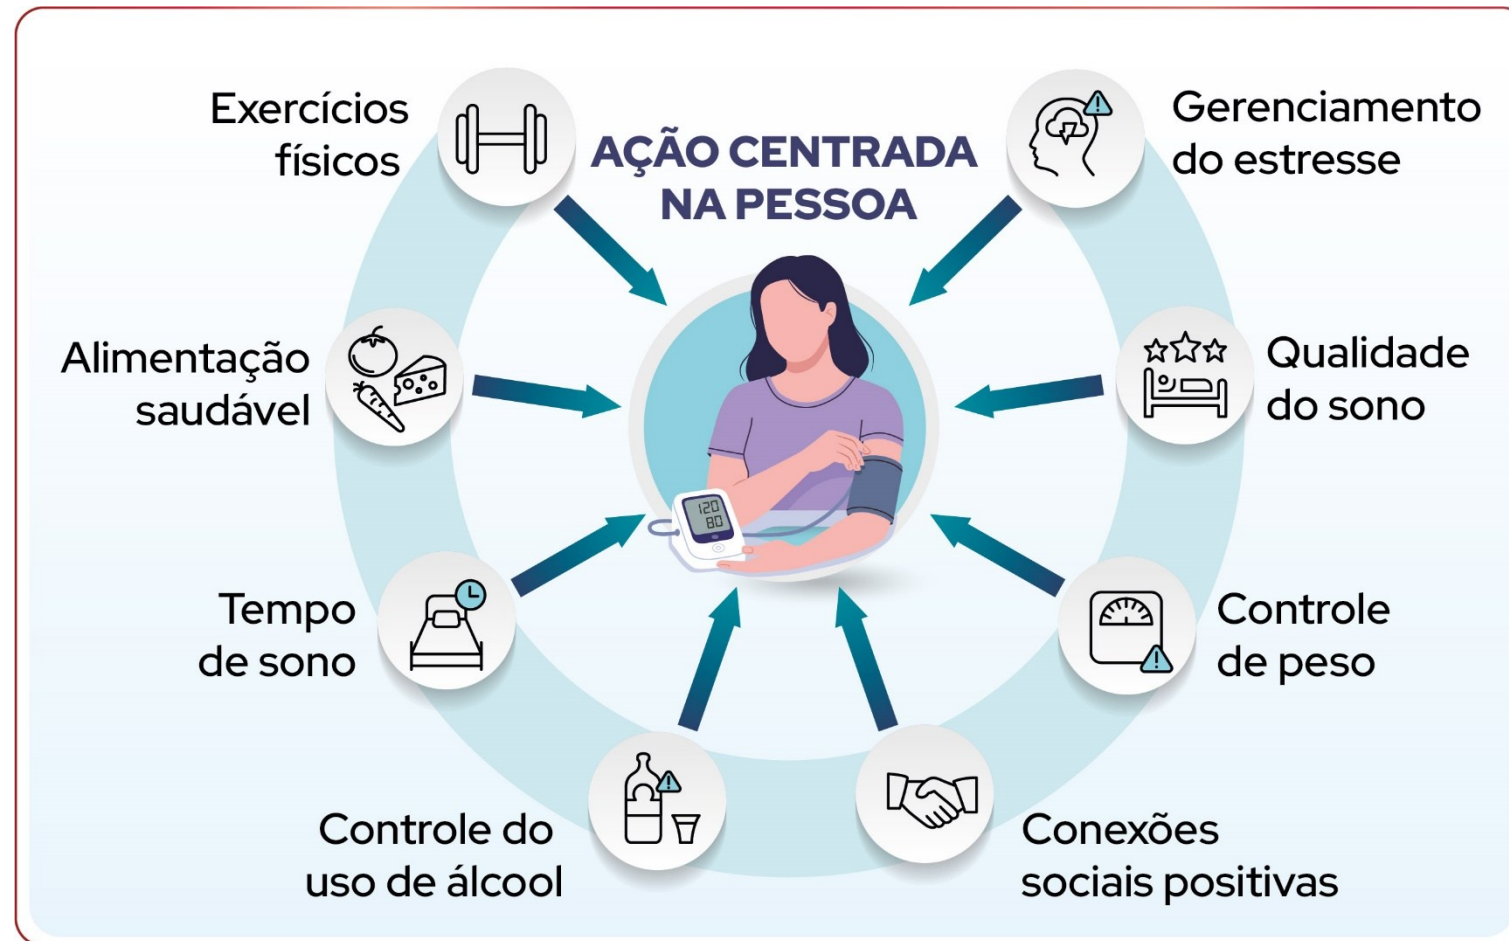 AÇÃO CENTRADA
NA PESSOA
Exercícios
físicos
Gerenciamento
do estresse
Alimentação
saudável
Qualidade
do sono
120
80
Tempo
de sono
Controle
de peso
Controle do
uso de álcool
Conexões
sociais positivas